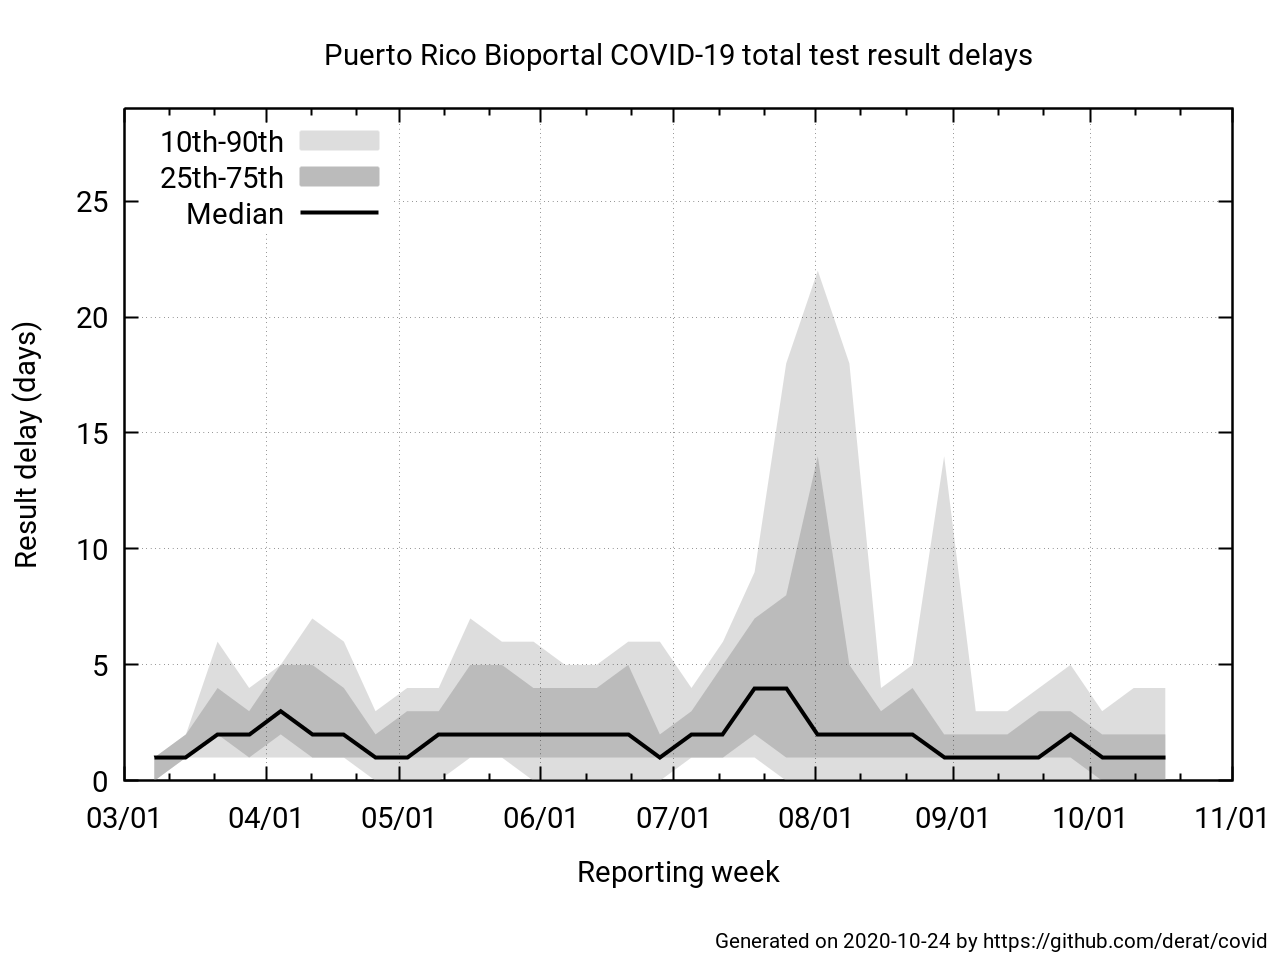 Puerto Rico Bioportal COVID-19 total test result delays
10th-90th
25th-75th
Median
Result delay (days)
25
20
15
10
5
0
03/01 04/01 05/01 06/01 07/01 08/01 09/01 10/01 11/01
Reporting week
Generated on 2020-10-24 by https://github.com/derat/covid